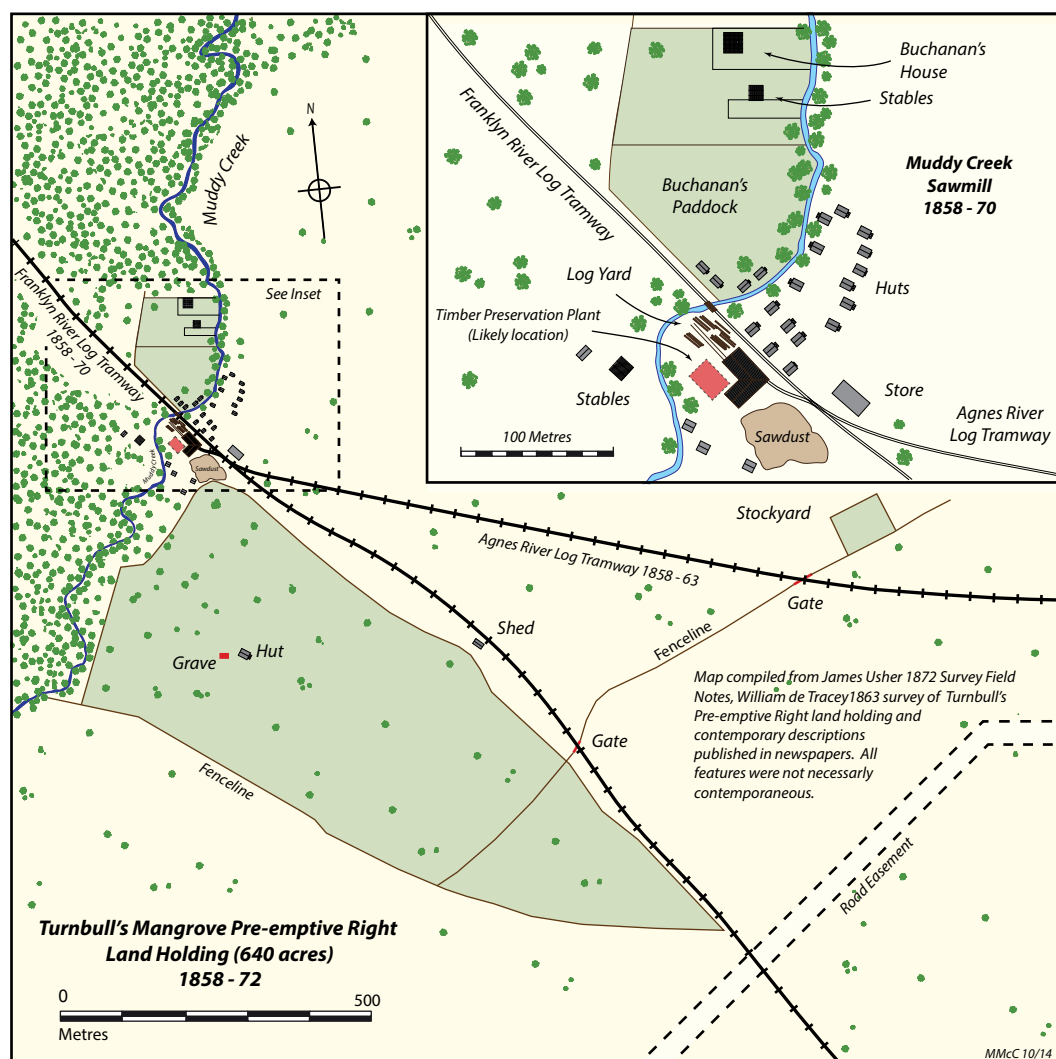 Muddy Creek
N
See Inset
Franklyn River Log Tramway
1858 - 70
Muddy Creek
Sawdust
Buchanan's
House
Stables
Franklyn River Log Tramway
Muddy Creek
Sawmill
1858 - 70
Buchanan's
Paddock
Log Yard
Huts
Timber Preservation Plant
(Likely location)
Stables
Store
100 Metres
Sawdust
Agnes River
Log Tramway
Stockyard
Agnes River Log Tramway 1858 - 63
Gate
Shed
Fenceline
Grave
Hut
Gate
Fenceline
Map compiled from James Usher 1872 Survey Field
Notes, William de Tracey1863 survey of Turnbull's
Pre-emptive Right land holding and
contemporary descriptions
published in newspapers. All
features were not necessarly
contemporaneous.
Road Easement
Turnbull's Mangrove Pre-emptive Right
Land Holding (640 acres)
1858 - 72
0 500
Metres
MMcC 10/14